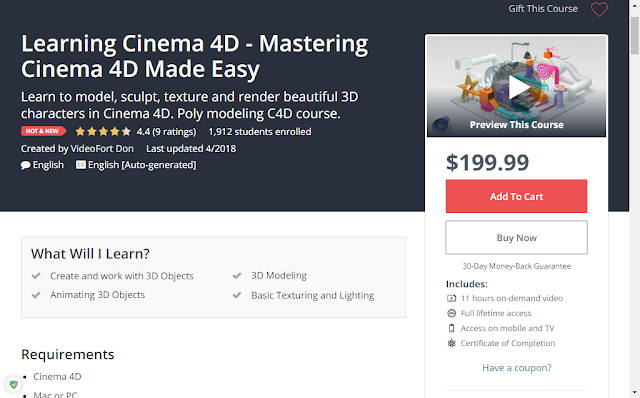 Gift This Course
Learning Cinema 4D - Mastering
Cinema 4D Made Easy
Learn to model, sculpt, texture and render beautiful 3D
characters in Cinema 4D. Poly modeling C4D course.
HOT & NEW 4.4 (9 ratings) 1,912 students enrolled
Created by VideoFort Don Last updated 4/2018
English English [Auto-generated]
Preview This Course
$199.99
Add To Cart
Buy Now
30-Day Money-Back Guarantee
Includes:
11 hours on-demand video
Full lifetime access
Access on mobile and TV
Certificate of Completion
Have a coupon?
What Will I Learn?
Create and work with 3D Objects
3D Modeling
Animating 3D Objects
Basic Texturing and Lighting
Requirements
Cinema 4D
Mac or PC